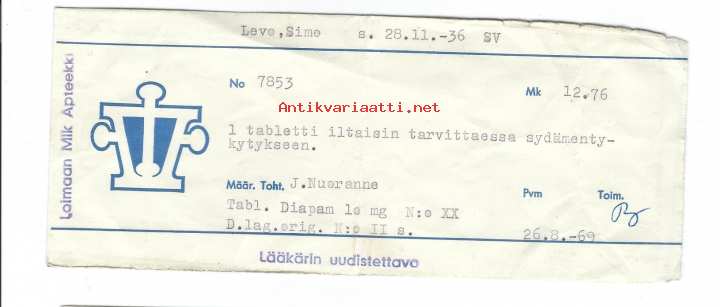 Leve,Sime s. 28.11.-36 SV
Loimaan Mlk Apteekki
No 7853 Mk 12.76
Antikvariaatti.net
1 tabletti iltaisin tarvittaessa sydämenty-
kytykseen.
Määr. Toht. J.Nuoranne Pvm Toim.
Tabl. Diapam 1o mg N:o XX
D.lag.orig. N:o II s. 26.8.-69
Lääkärin uudistettava